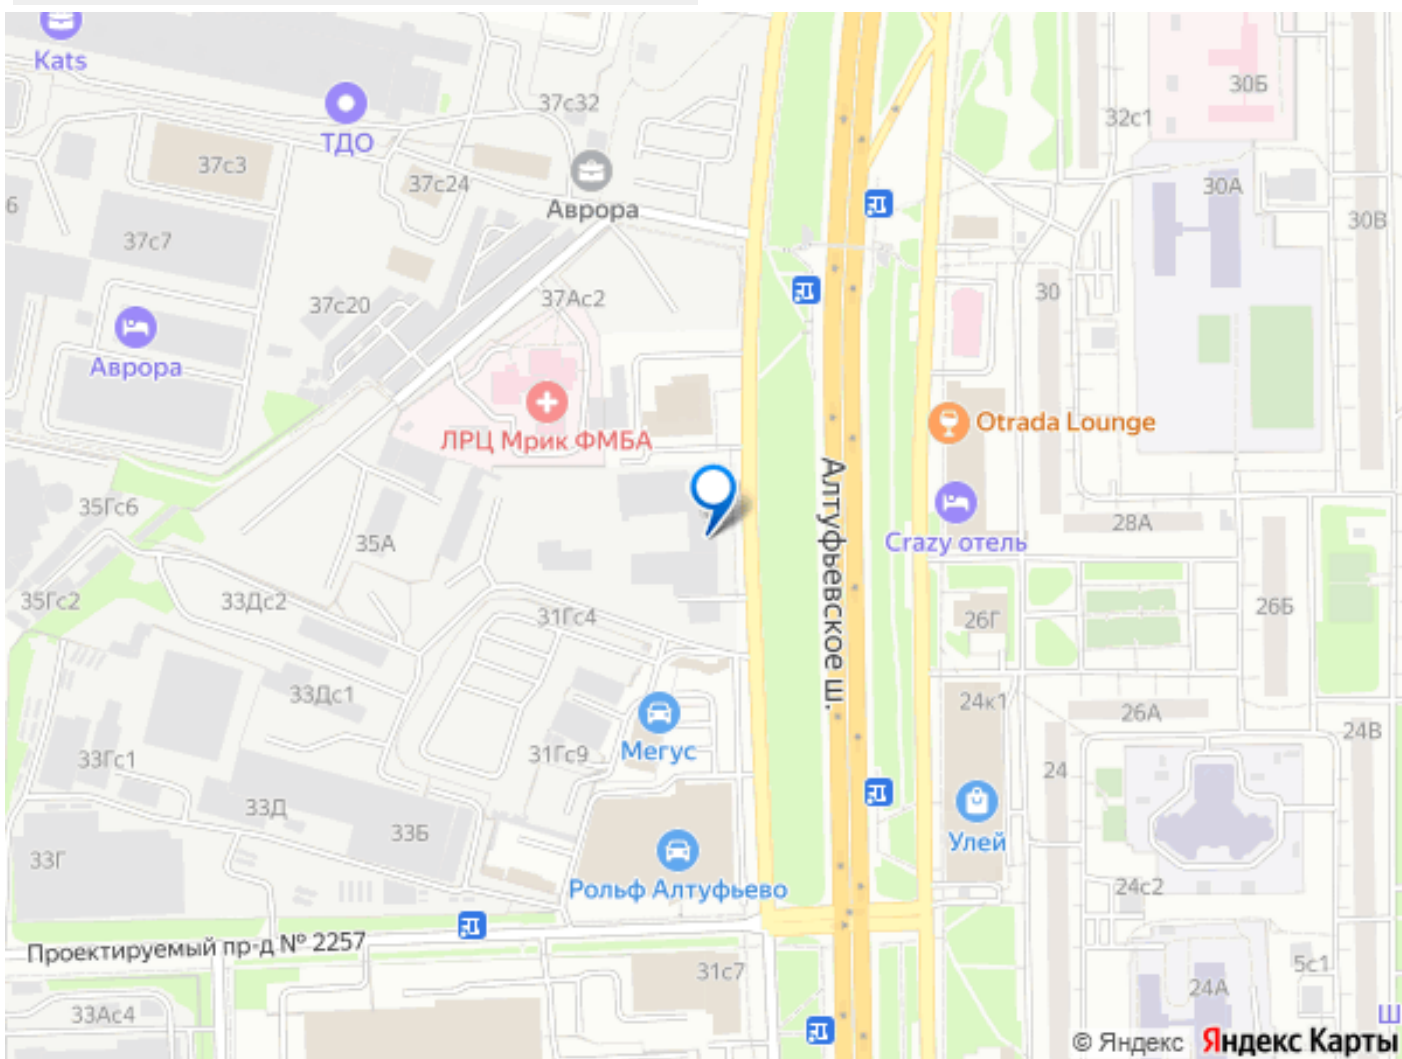 Kats
ТДО
37с32
30Б
32с1
37с3
37с24
Аврора
30А
30В
6
37с7
37с20
37Ас2
30
Аврора
ЛРЦ Мрик ФМБА
Otrada Lounge
Алтуфьевское ш.
35Гс6
35А
Crazy отель
28А
35Гс2
33Дс2
31Гс4
26Г
26Б
33Дс1
24к1
26А
24В
33Гс1
31Гс9
Мегус
24
33Д
33Б
Улей
33Г
Рольф Алтуфьево
24с2
Проектируемый пр-д № 2257
31с7
5с1
24А
33Ас4
Ш
© Яндекс Яндекс Карты